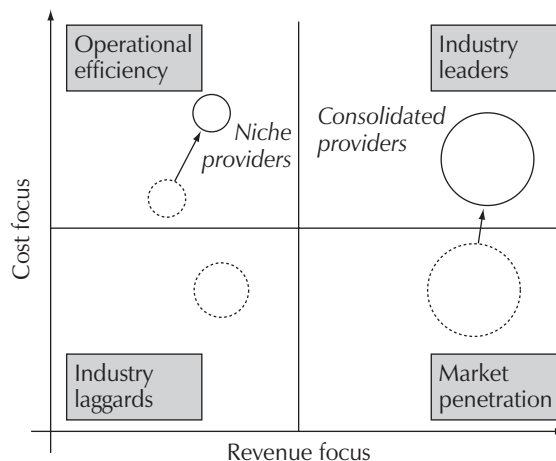 Operational
efficiency
Industry
leaders
Niche
providers
Consolidated
providers
Cost focus
Industry
laggards
Market
penetration
Revenue focus